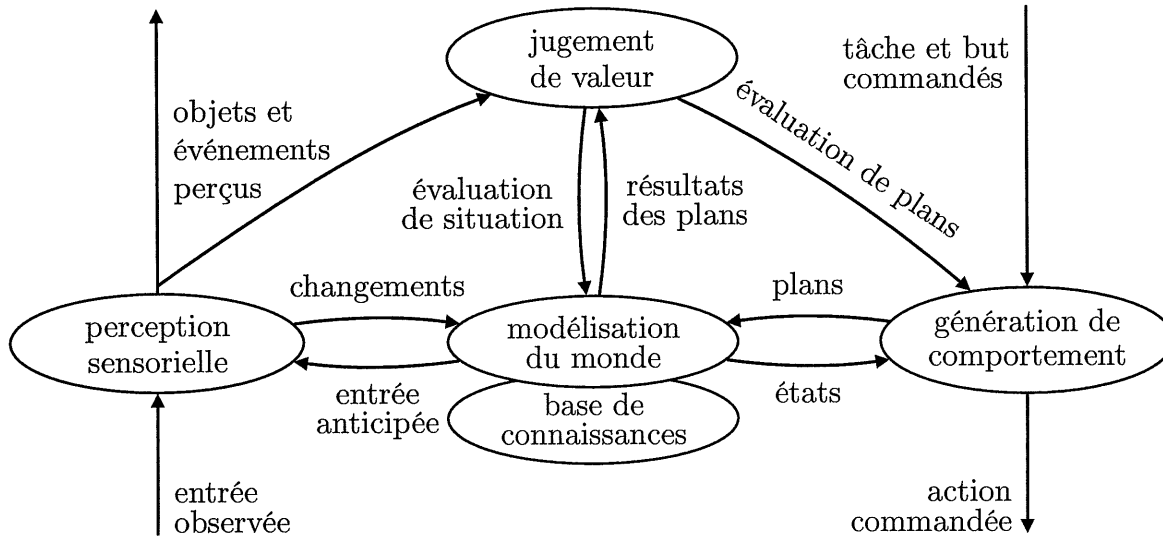 jugement
de valeur
tâche et but
commandés
objets et
événements
perçus
évaluation de plans
évaluation
de situation
résultats
des plans
changements
plans
perception
sensorielle
modélisation
du monde
génération de
comportement
entrée
anticipée
états
base de
connaissances
entrée
observée
action
commandée